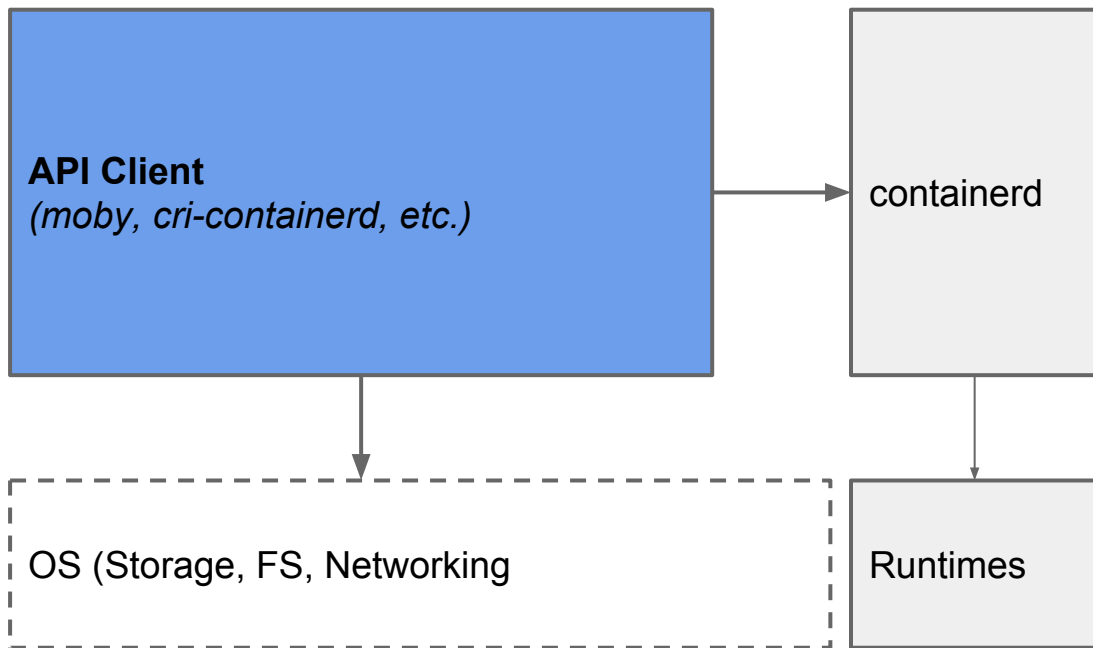 API Client
(moby, cri-containerd, etc.)
containerd
OS (Storage, FS, Networking
Runtimes